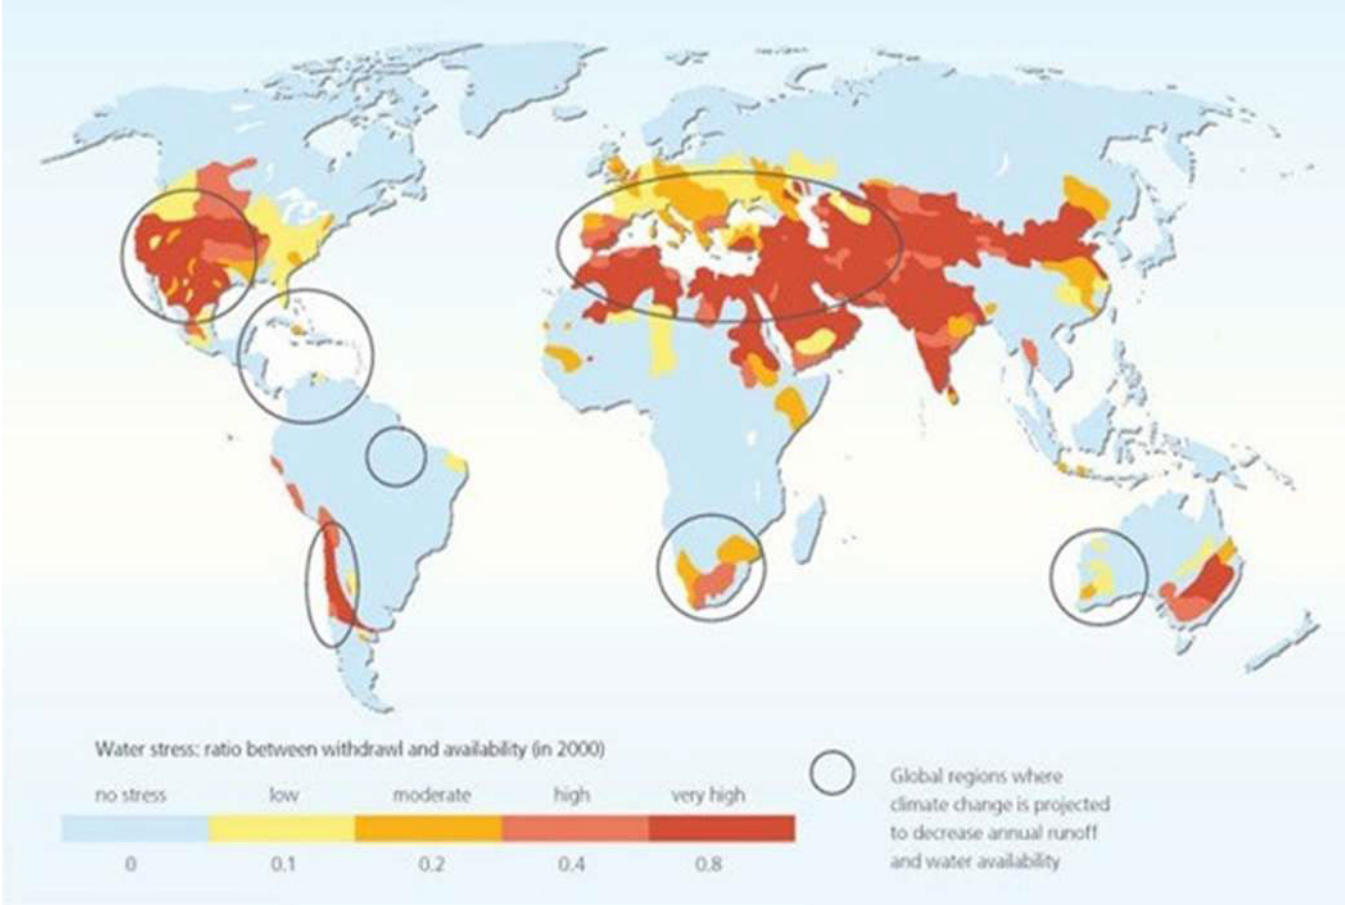 Water stress: ratio between withdrawl and availability (in 2000)
no stress low moderate high very high
0 0.1 0.2 0.4 0.8
Global regions where
climate change is projected
to decrease annual runoff
and water availability